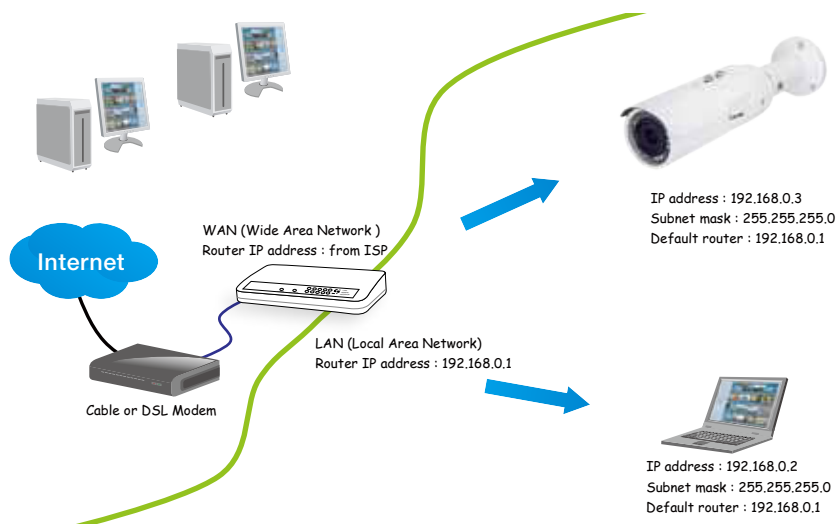 IP address : 192.168.0.3
Subnet mask : 255.255.255.0
Default router : 192.168.0.1
WAN (Wide Area Network )
Router IP address : from ISP
Internet
LAN (Local Area Network)
Router IP address : 192.168.0.1
Cable or DSL Modem
IP address : 192.168.0.2
Subnet mask : 255.255.255.0
Default router : 192.168.0.1